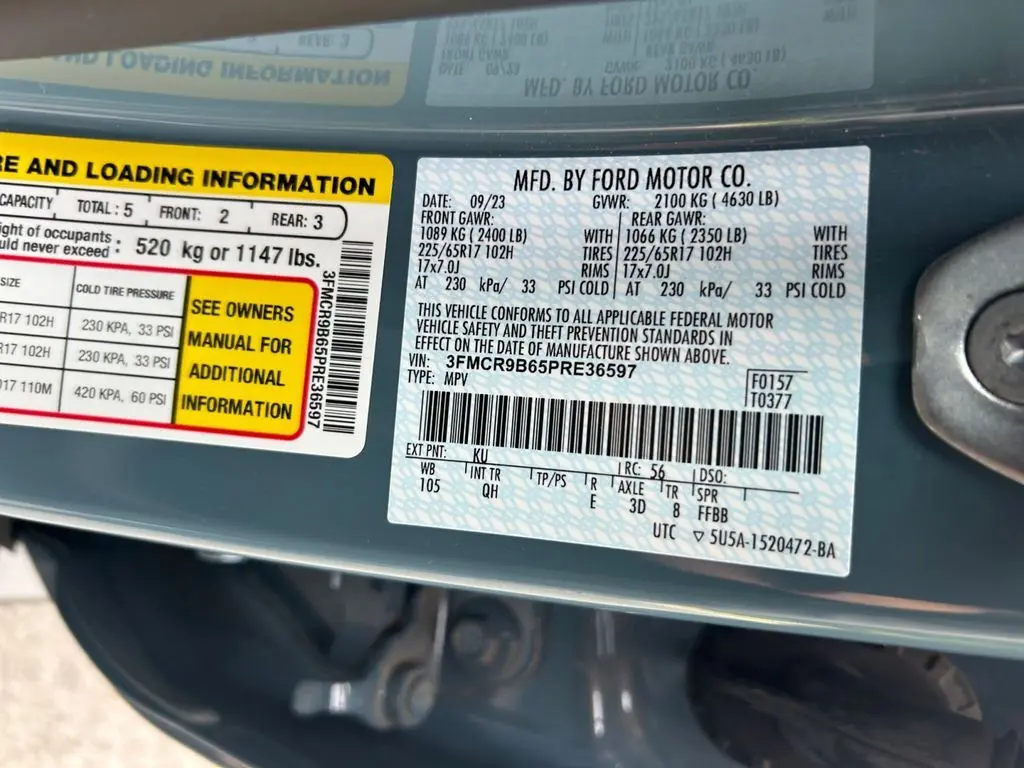 RE AND LOADING INFORMATION
CAPACITY TOTAL: 5 FRONT: 2 REAR: 3
ght of occupants
uld never exceed : 520 kg or 1147 lbs.
SIZE COLD TIRE PRESSURE
R17 102H 230 KPA, 33 PSI
R17 102H 230 KPA, 33 PSI
017 110M 420 KPA, 60 PSI
SEE OWNERS
MANUAL FOR
ADDITIONAL
INFORMATION
3FMCR9B65PRE36597
MFD. BY FORD MOTOR CO.
DATE: 09/23 GVWR: 2100 KG ( 4630 LB)
FRONT GAWR: REAR GAWR:
1089 KG ( 2400 LB) WITH 1066 KG ( 2350 LB) WITH
225/65R17 102H TIRES 225/65R17 102H TIRES
17x7.0J RIMS 17x7.0J RIMS
AT 230 kPa/ 33 PSI COLD AT 230 kPa/ 33 PSI COLD
THIS VEHICLE CONFORMS TO ALL APPLICABLE FEDERAL MOTOR
VEHICLE SAFETY AND THEFT PREVENTION STANDARDS IN
EFFECT ON THE DATE OF MANUFACTURE SHOWN ABOVE.
VIN: 3FMCR9B65PRE36597
TYPE: MPV
F0157
T0377
EXT PNT: KU RC: 56 DSO:
WB INT TR TP/PS R AXLE TR SPR
105 QH E 3D 8 FFBB
UTC ▽ 5U5A-1520472-BA